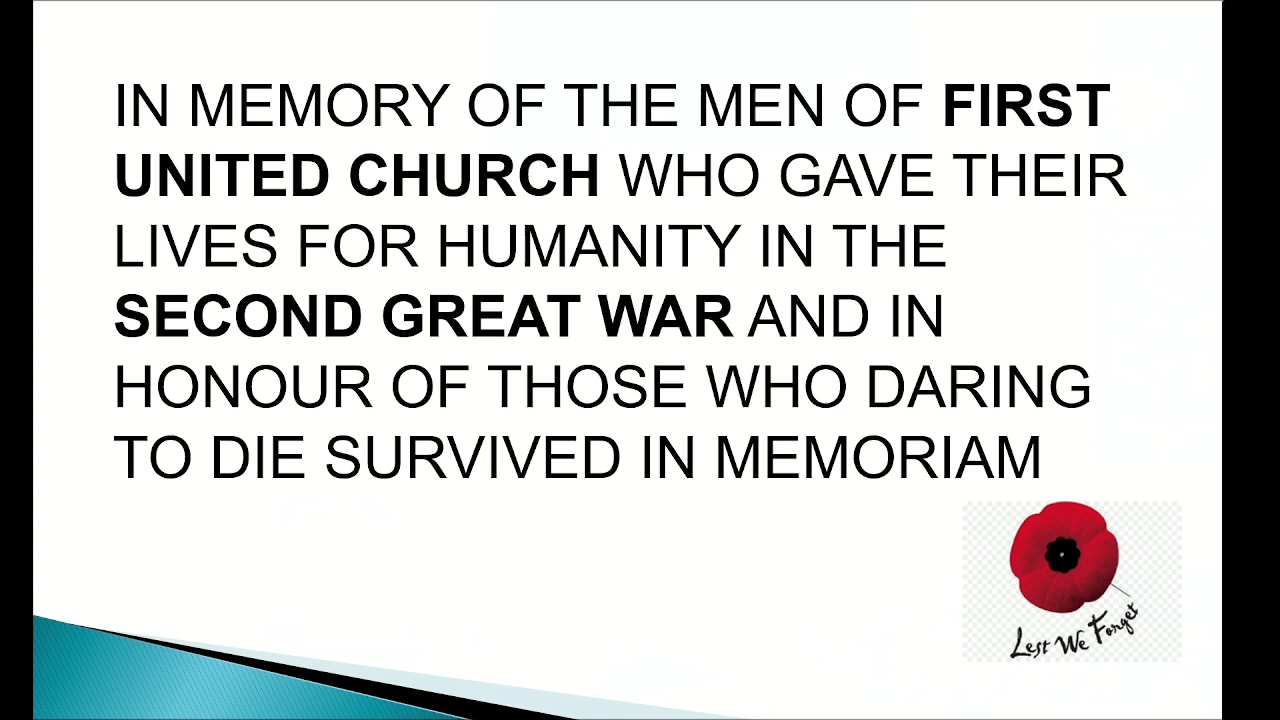 IN MEMORY OF THE MEN OF FIRST
UNITED CHURCH WHO GAVE THEIR
LIVES FOR HUMANITY IN THE
SECOND GREAT WAR AND IN
HONOUR OF THOSE WHO DARING
TO DIE SURVIVED IN MEMORIAM
Lest We Forget